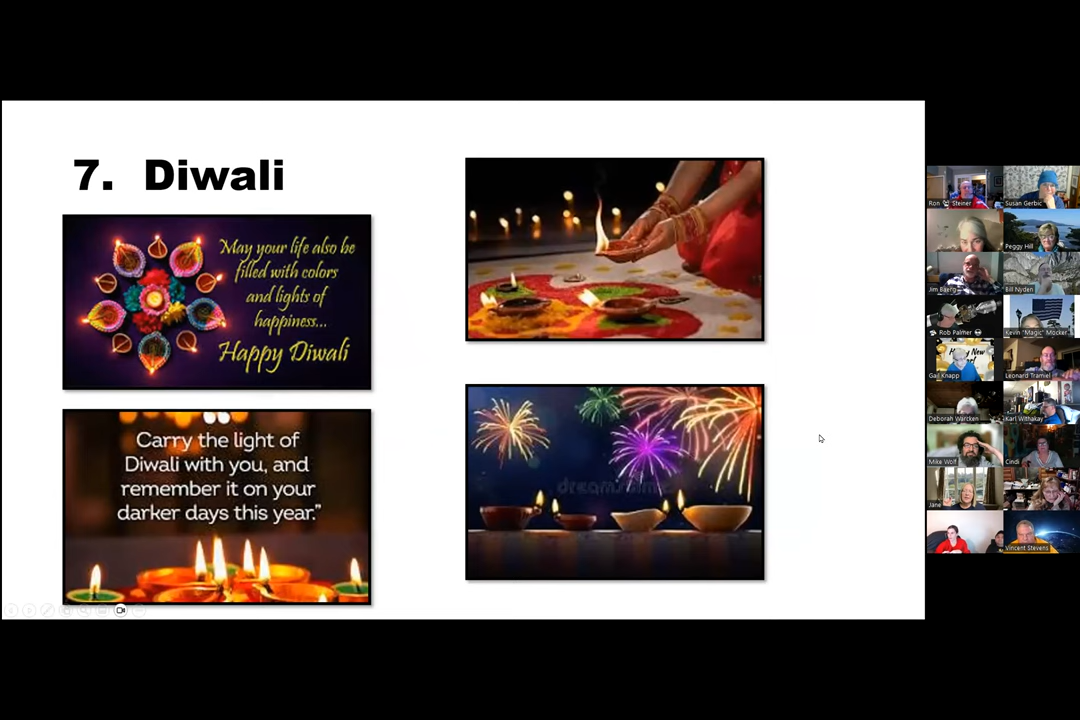 7. Diwali
May your life also be
filled with colors
and lights of
happiness...
Happy Diwali
Carry the light of
Diwali with you, and
remember it on your
darker days this year.”
Ron Steiner
Susan Gerbic
Peggy Hill
Jim Baerg
Bill Nyden
Rob Palmer
Kevin "Magic" Mocker
New
Gail Knapp
Leonard Tramiel
Deborah Warcken
Karl Withakay
Mike Wolf
Cindi
Jane
Vincent Stevens